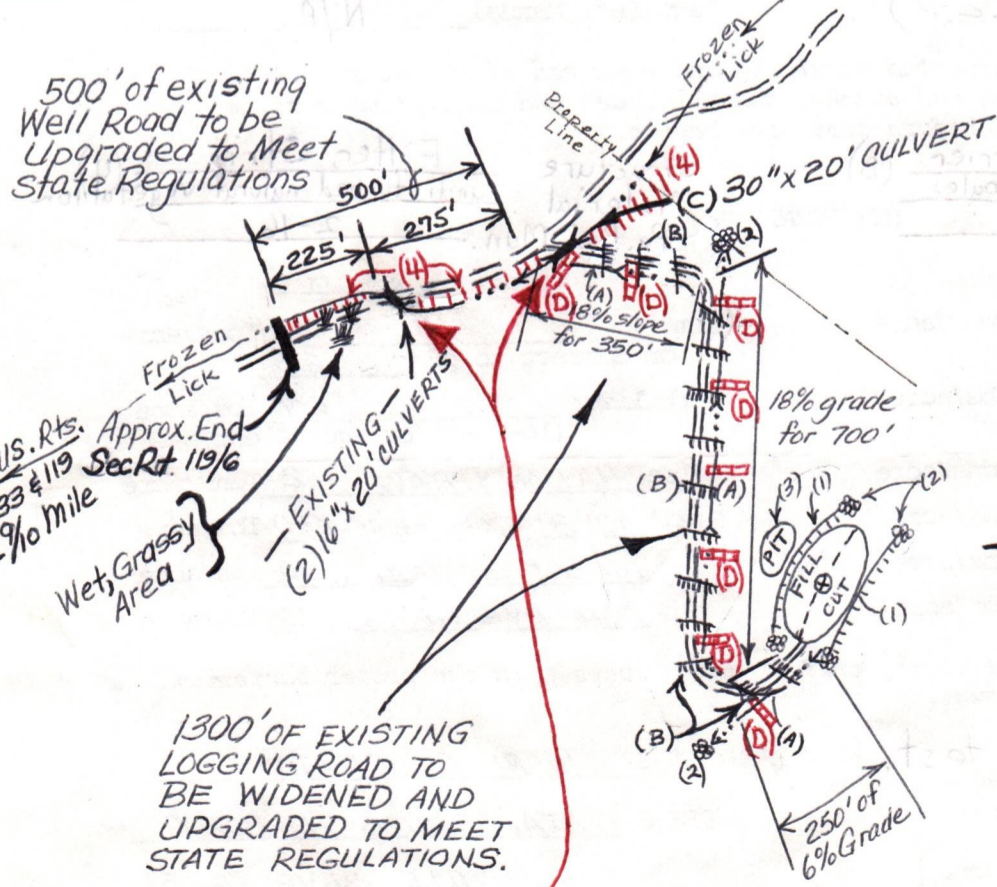 500' of existing
Well Road to be
Upgraded to Meet
State Regulations
500'
225'
275'
(4)
Frozen
Lick
Property
Line
(4)
(C) 30" x 20' CULVERT
(B)
(2)
(D)
(A)
(D)
18% slope
for 350'
(D)
Frozen
Lick
US. Rts.
33 & 119
Approx. End
Sec Rt. 119/6
Wet, Grassy
Area
EXISTING
(2) 16" x 20' CULVERTS
(D)
18% grade
for 700'
(B)
(A)
(D)
(3)
(1)
(2)
PIT
FILL
CUT
(1)
(D)
(B)
(D)
(A)
(2)
1300' OF EXISTING
LOGGING ROAD TO
BE WIDENED AND
UPGRADED TO MEET
STATE REGULATIONS.
250' of
6% Grade